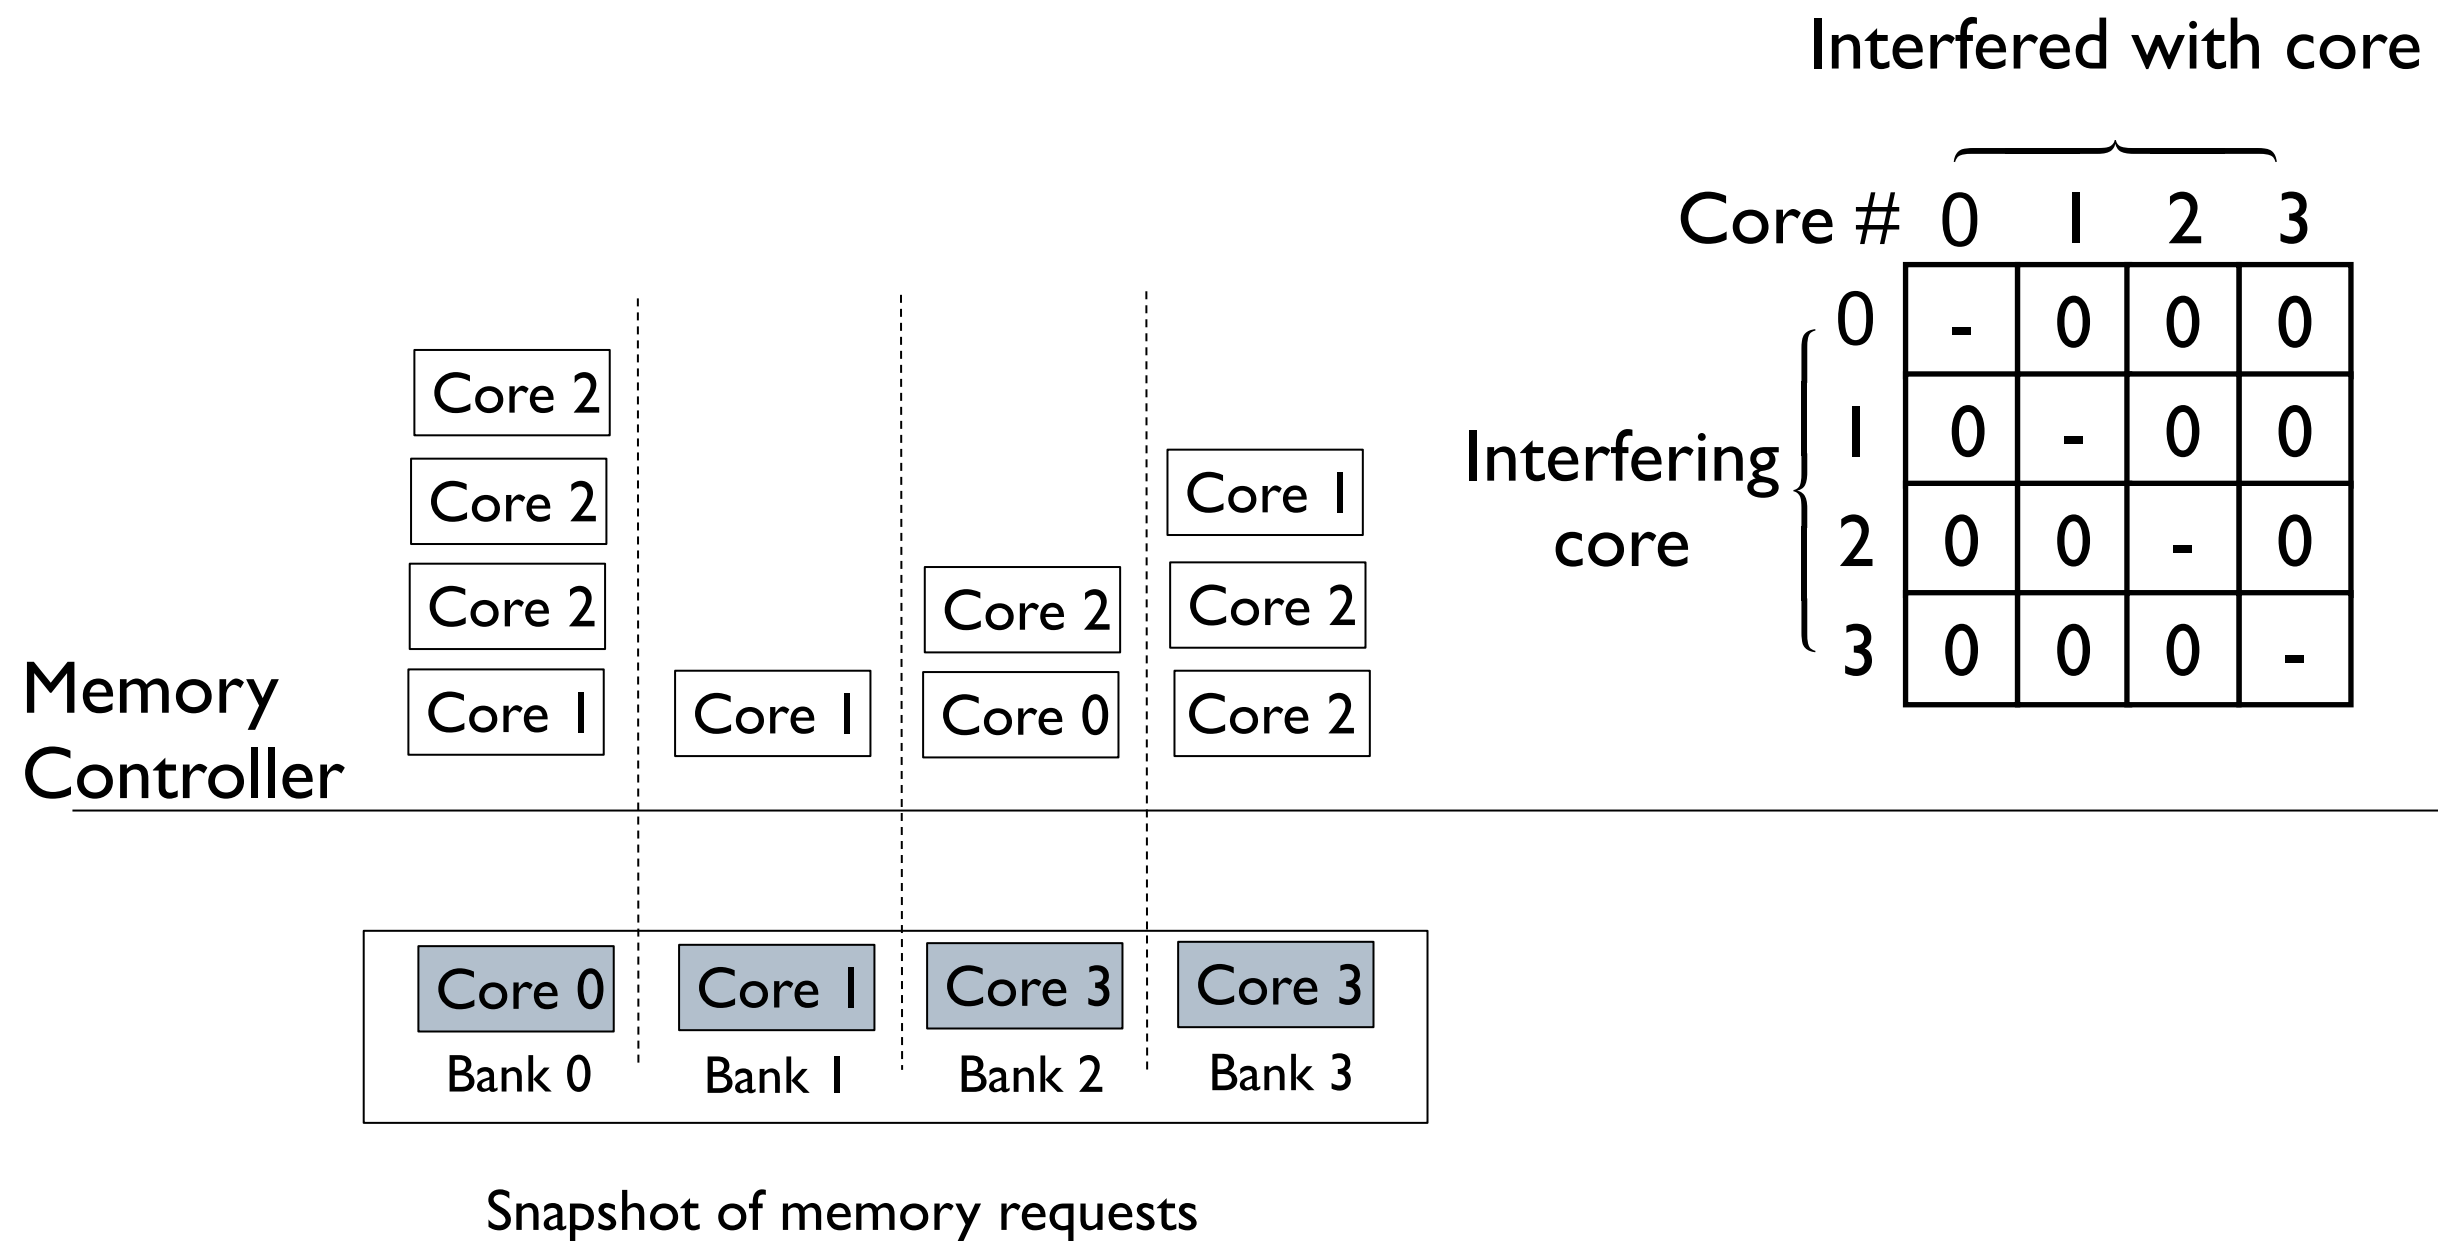 Interfered with core
Core # 0 1 2 3
0 - 0 0 0
1 0 - 0 0
2 0 0 - 0
3 0 0 0 -
Interfering
core
Core 2
Core 2
Core 2
Core 1
Core 1
Core 2
Core 0
Core 1
Core 2
Core 2
Memory
Controller
Core 0
Core 1
Core 3
Core 3
Bank 0
Bank 1
Bank 2
Bank 3
Snapshot of memory requests